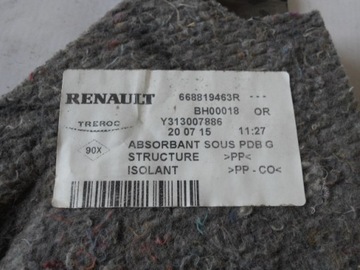 RENAULT 668819463R ---
BH00018 OR
TREROC Y313007886
20 07 15 11:27
90X ABSORBANT SOUS PDB G
STRUCTURE >PP<
ISOLANT >PP - CO<